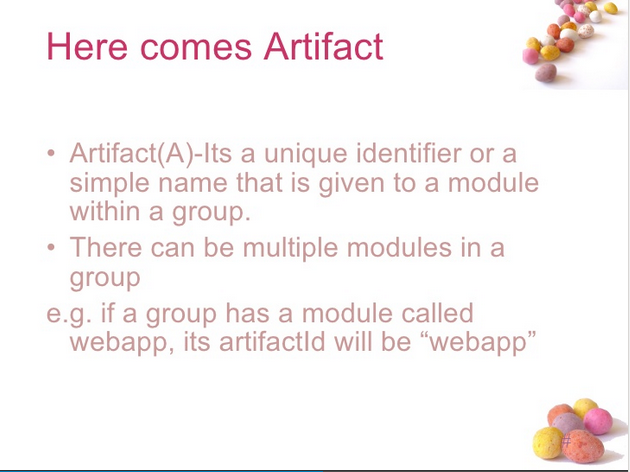 Here comes Artifact
• Artifact(A)-Its a unique identifier or a
simple name that is given to a module
within a group.
• There can be multiple modules in a
group
e.g. if a group has a module called
webapp, its artifactId will be “webapp”
#